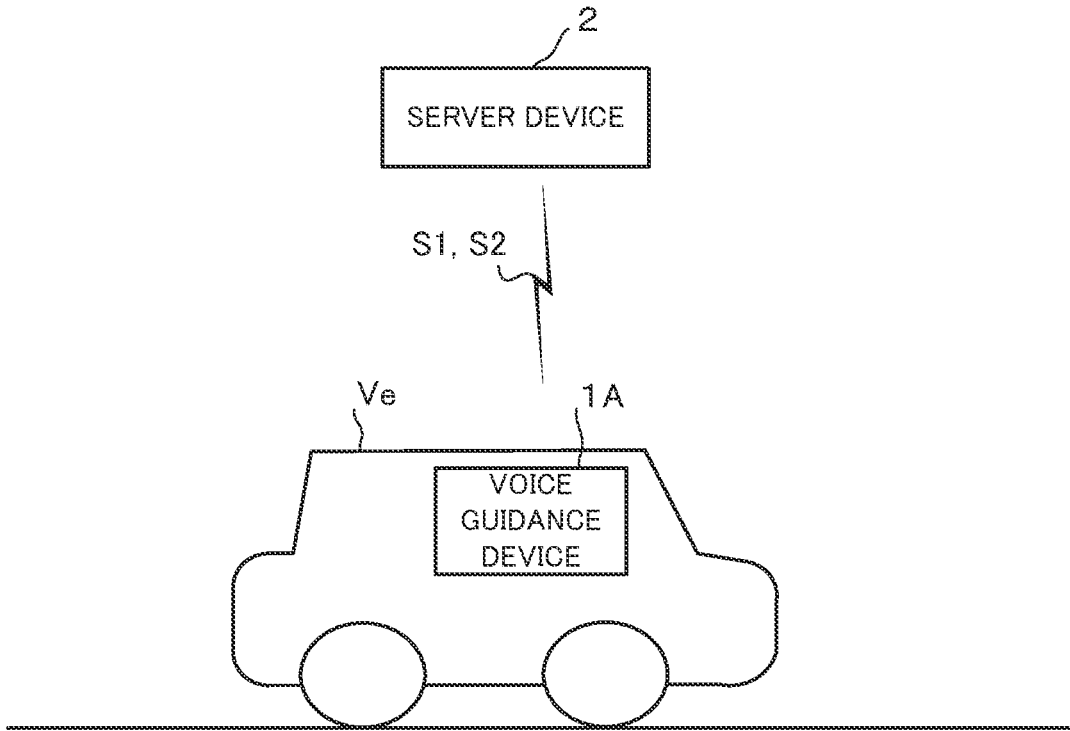 2
SERVER DEVICE
S1, S2
Ve
1A
VOICE
GUIDANCE
DEVICE